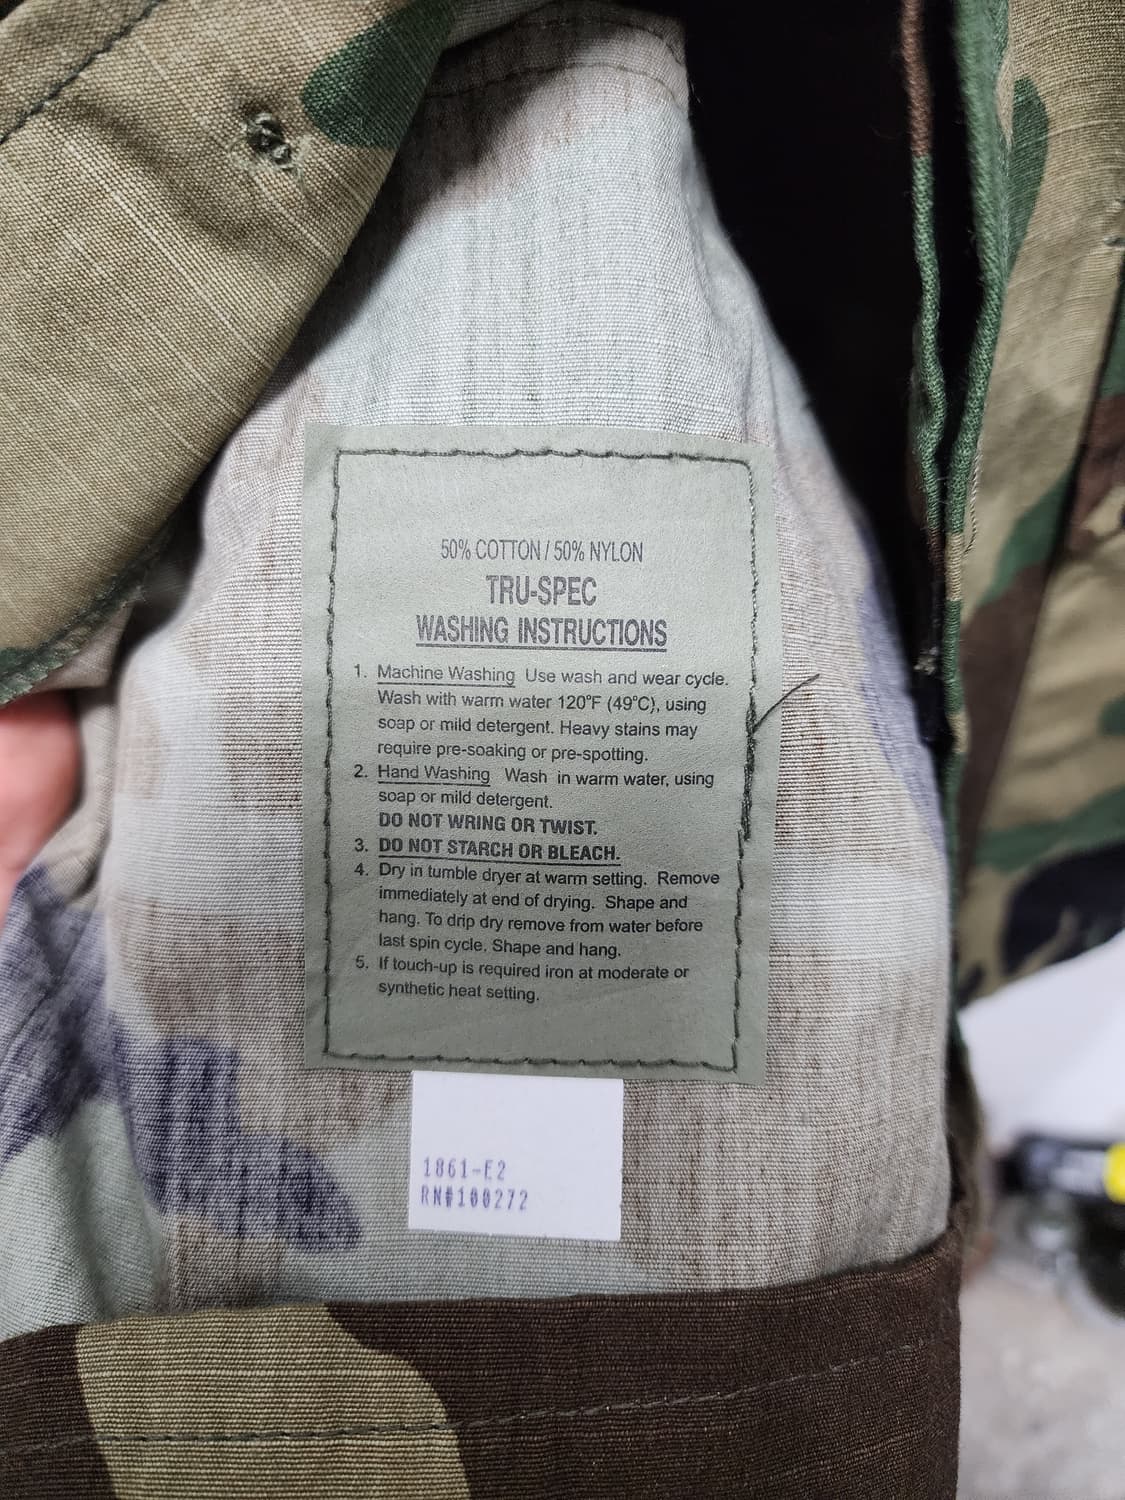 50% COTTON / 50% NYLON
TRU-SPEC
WASHING INSTRUCTIONS
1. Machine Washing Use wash and wear cycle.
Wash with warm water 120°F (49°C), using
soap or mild detergent. Heavy stains may
require pre-soaking or pre-spotting.
2. Hand Washing Wash in warm water, using
soap or mild detergent.
DO NOT WRING OR TWIST.
3. DO NOT STARCH OR BLEACH.
4. Dry in tumble dryer at warm setting. Remove
immediately at end of drying. Shape and
hang. To drip dry remove from water before
last spin cycle. Shape and hang.
5. If touch-up is required iron at moderate or
synthetic heat setting.
1861-E2
RN#100272